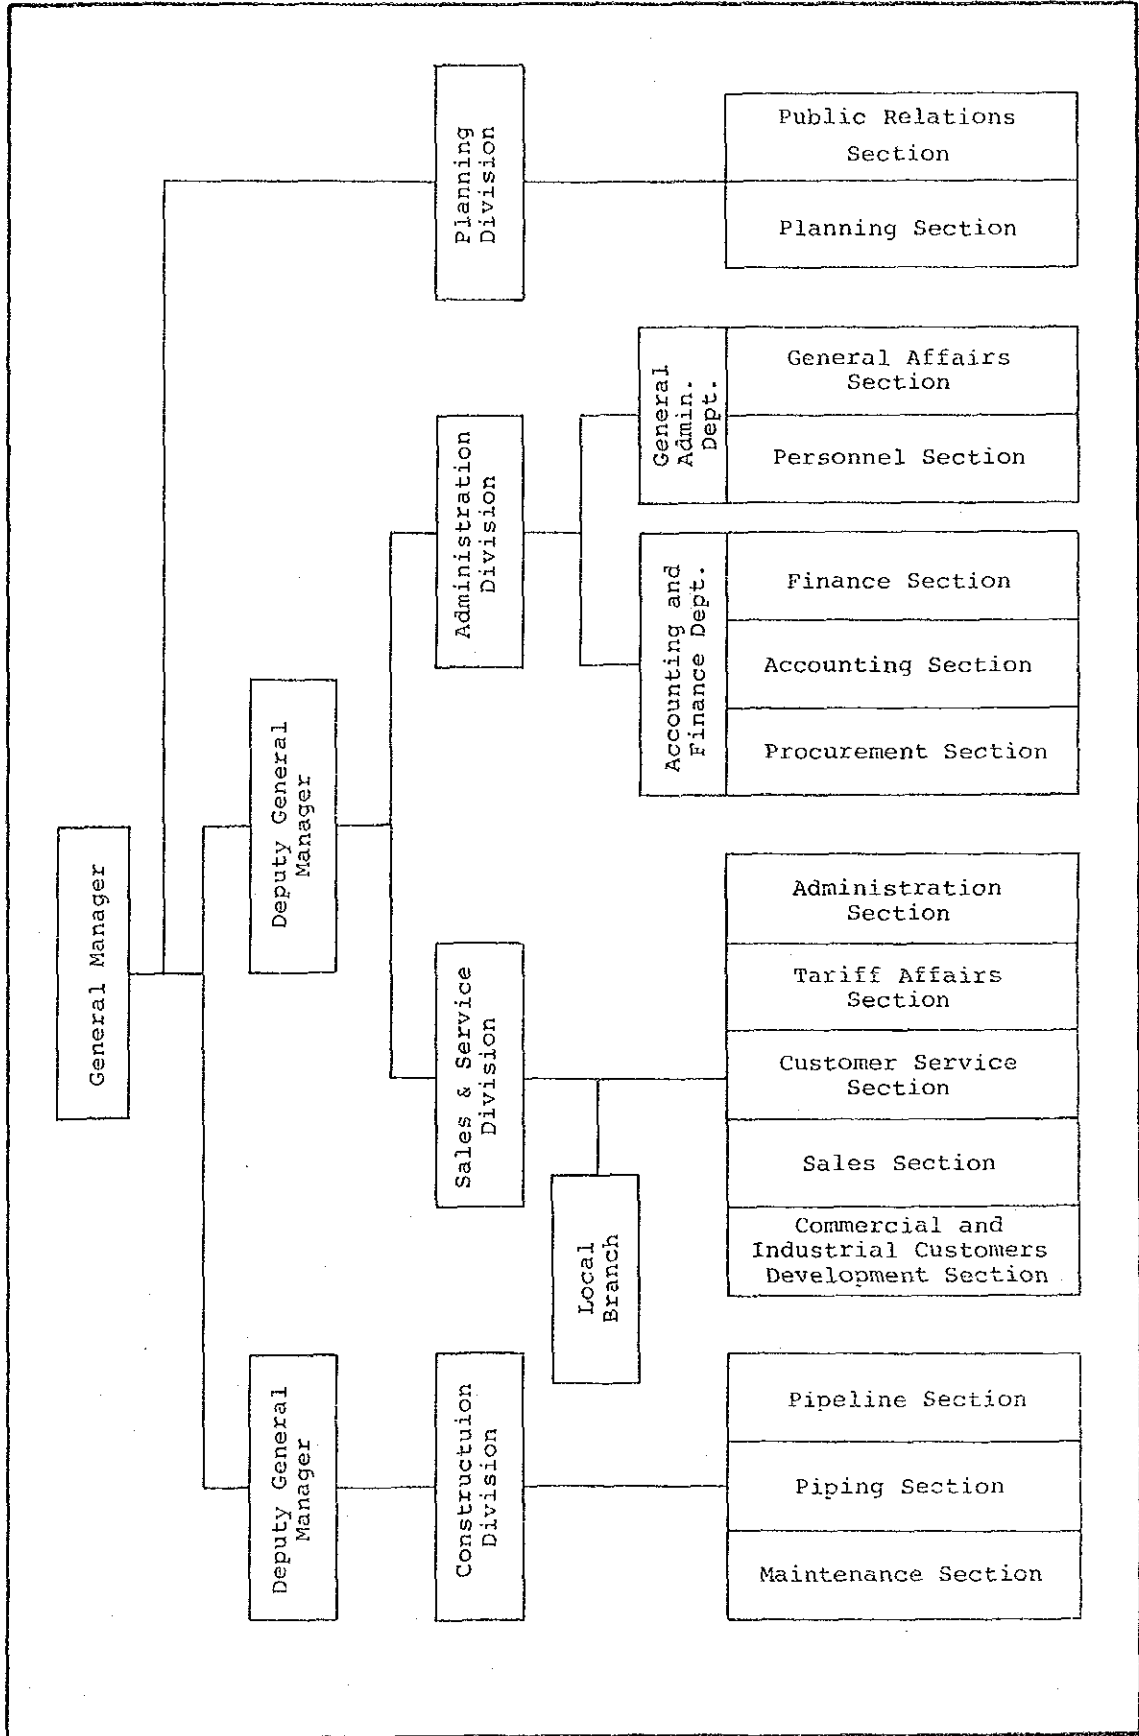 General Manager
Deputy General
Manager
Deputy General
Manager
Planning
Division
Administration
Division
Sales & Service
Division
Constructuion
Division
Local
Branch
General
Admin.
Dept.
Accounting and
Finance Dept.
Public Relations
Section
Planning Section
General Affairs
Section
Personnel Section
Finance Section
Accounting Section
Procurement Section
Administration
Section
Tariff Affairs
Section
Customer Service
Section
Sales Section
Commercial and
Industrial Customers
Development Section
Pipeline Section
Piping Section
Maintenance Section